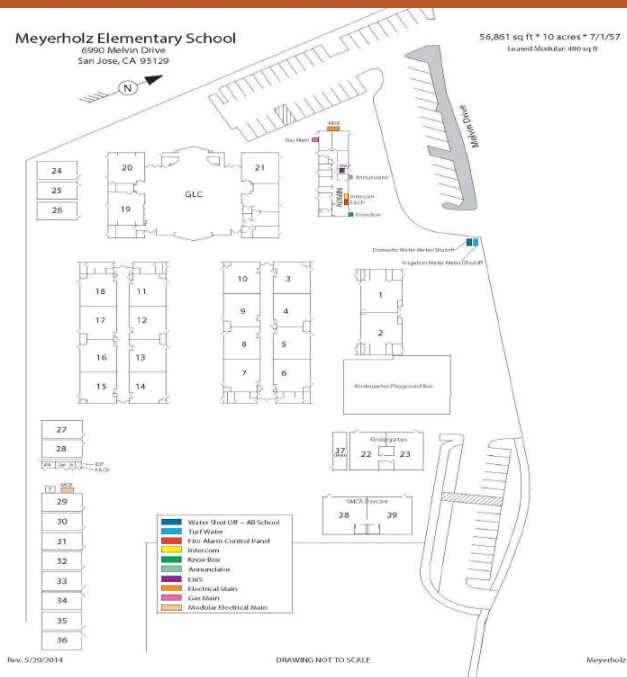 Meyerholz Elementary School
6990 Melvin Drive
San Jose, CA 95129
56,861 sq ft * 10 acres * 7/1/57
Leased Modular: 480 sq ft
N
Melvin Drive
MSB
Gas Main
EMS
Annunciator
ADMIN
Intercom
FACP
Knox Box
Domestic Water Meter/Shutoff
Irrigation Water Meter/Shutoff
24
25
26
20
19
GLC
21
18
17
16
15
11
12
13
14
10
9
8
7
3
4
5
6
1
2
Kindergarten Playground Box
27
28
IDF
FACP
MSB
29
30
31
32
33
34
35
36
37
Kindergarten
22
23
YMCA Daycare
38
39
Water Shut Off – All School
Turf Water
Fire Alarm Control Panel
Intercom
Knox Box
Annunciator
EMS
Electrical Main
Gas Main
Modular Electrical Main
Rev. 5/29/2014
DRAWING NOT TO SCALE
Meyerholz